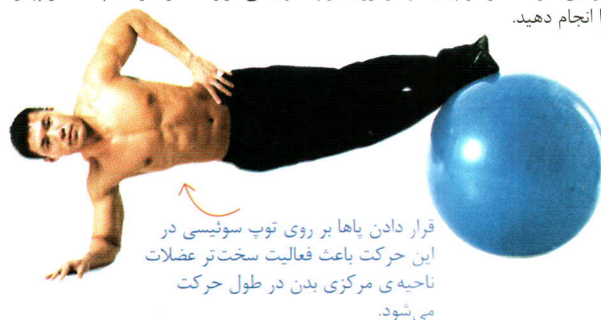 ا انجام دهید.
قرار دادن پاها بر روی توپ سوئیسی در
این حرکت باعث فعالیت سخت‌تر عضلات
ناحیه‌ی مرکزی بدن در طول حرکت
می‌شود.